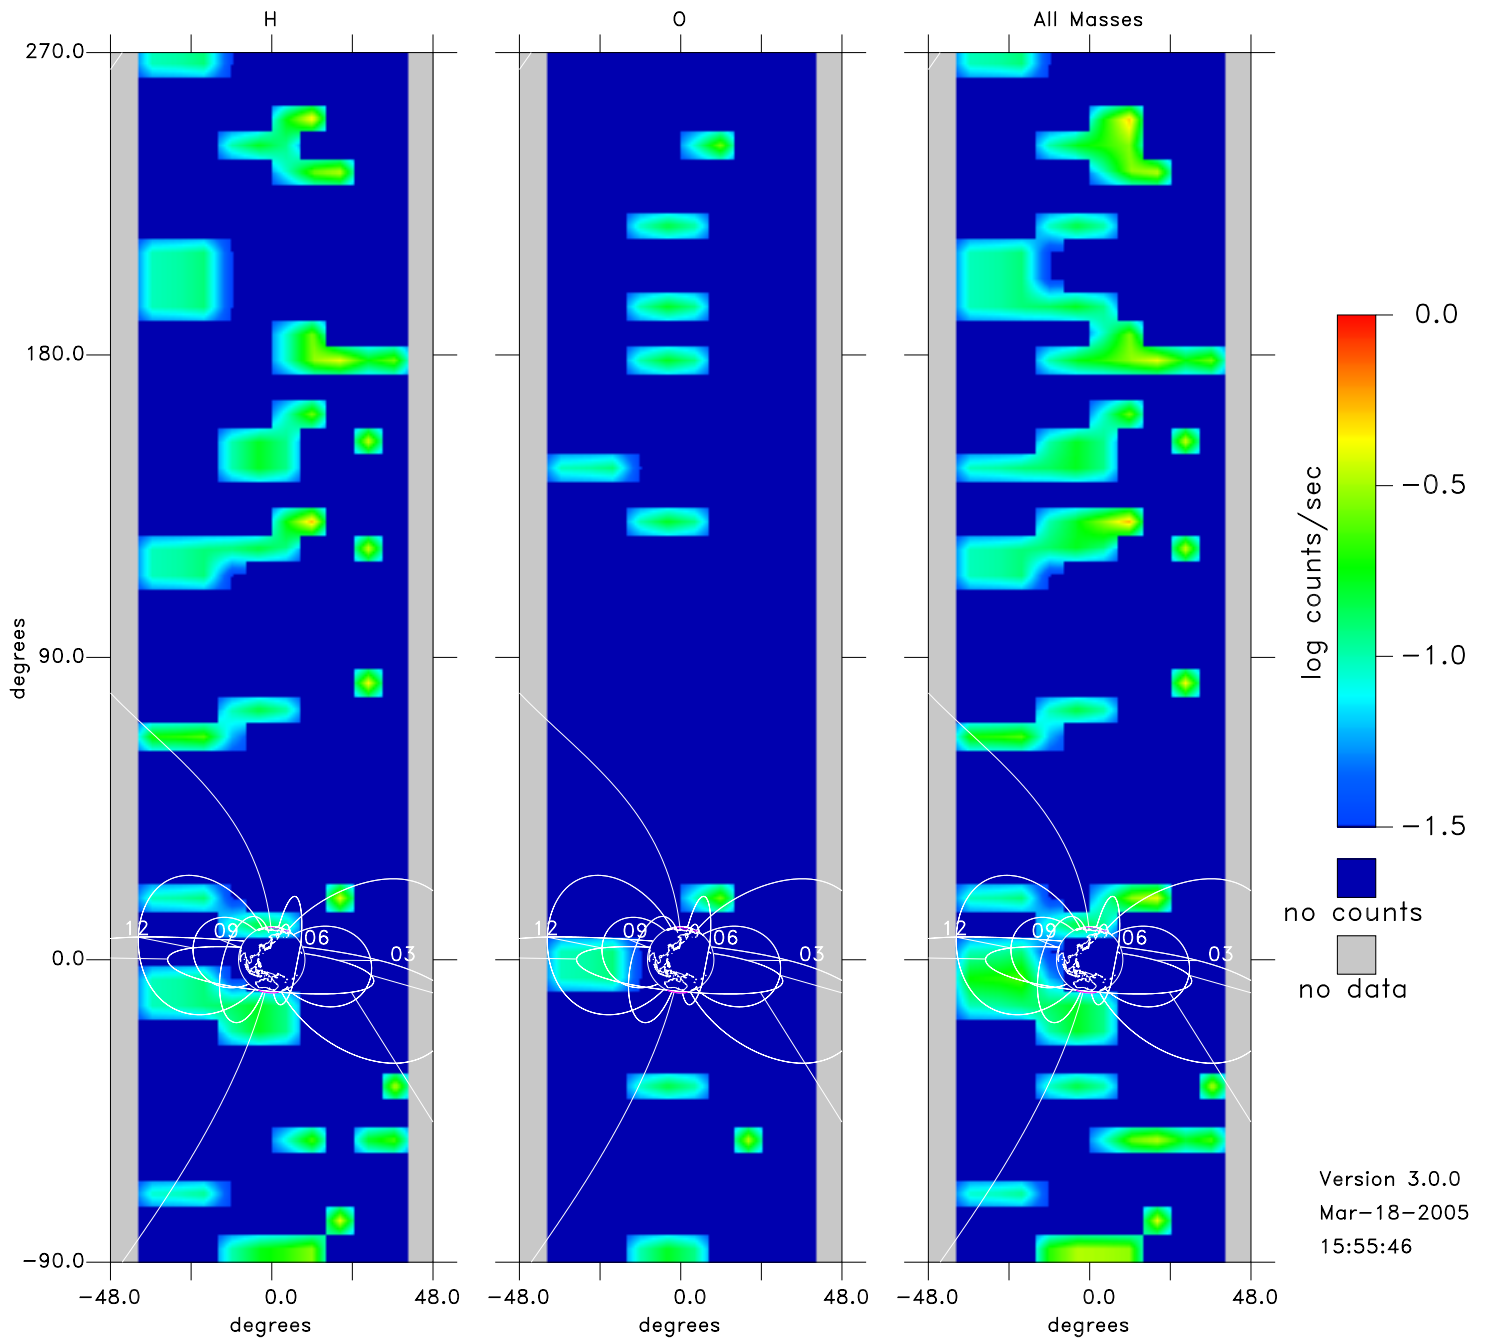 H O All Masses
270.0
180.0
90.0
0.0
−90.0
degrees
12 09 06 03
12 09 06
12 09 06 03
−48.0 0.0 48.0
−48.0 0.0 48.0
−48.0 0.0 48.0
degrees degrees degrees
0.0
−0.5
−1.0
−1.5
log counts/sec
no counts
no data
Version 3.0.0
Mar−18−2005
15:55:46